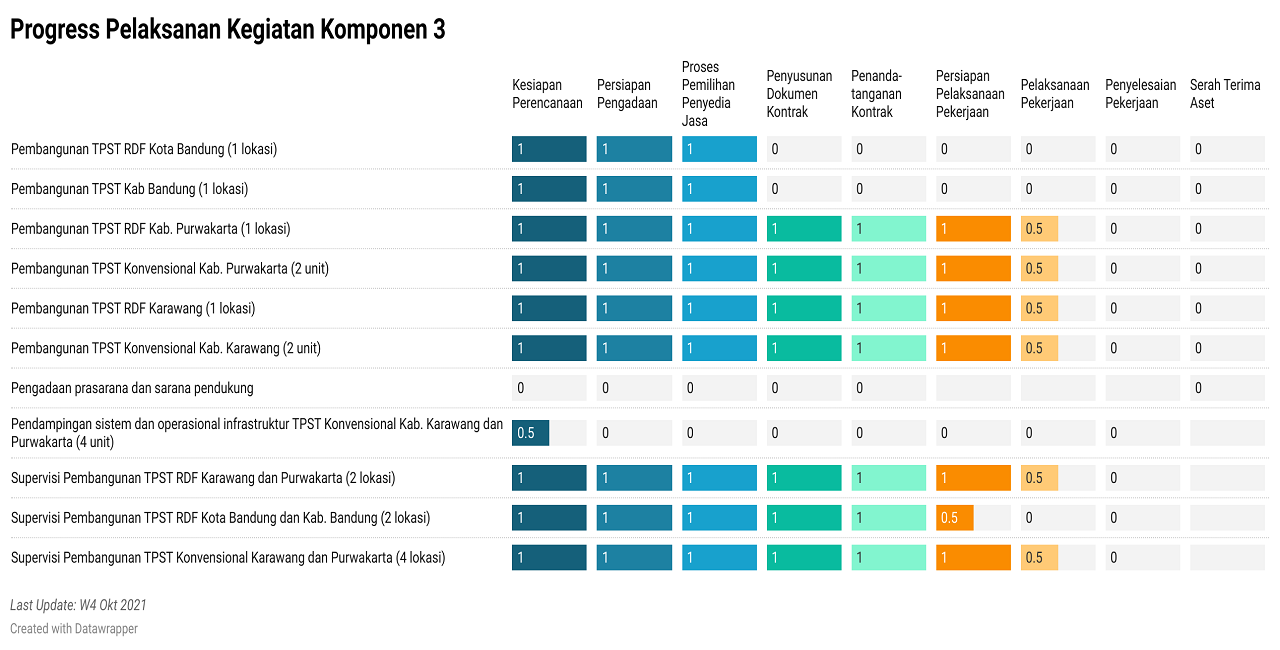 Progress Pelaksanan Kegiatan Komponen 3
Kesiapan
Perencanaan
Persiapan
Pengadaan
Proses
Pemilihan
Penyedia
Jasa
Penyusunan
Dokumen
Kontrak
Penanda-
tanganan
Kontrak
Persiapan
Pelaksanaan
Pekerjaan
Pelaksanaan
Pekerjaan
Penyelesaian
Pekerjaan
Serah Terima
Aset
Pembangunan TPST RDF Kota Bandung (1 lokasi) 1 1 1 0 0 0 0 0 0
Pembangunan TPST Kab Bandung (1 lokasi) 1 1 1 0 0 0 0 0 0
Pembangunan TPST RDF Kab. Purwakarta (1 lokasi) 1 1 1 1 1 1 0.5 0 0
Pembangunan TPST Konvensional Kab. Purwakarta (2 unit) 1 1 1 1 1 1 0.5 0 0
Pembangunan TPST RDF Karawang (1 lokasi) 1 1 1 1 1 1 0.5 0 0
Pembangunan TPST Konvensional Kab. Karawang (2 unit) 1 1 1 1 1 1 0.5 0 0
Pengadaan prasarana dan sarana pendukung 0 0 0 0 0 0
Pendampingan sistem dan operasional infrastruktur TPST Konvensional Kab. Karawang dan
Purwakarta (4 unit) 0.5 0 0 0 0 0 0 0
Supervisi Pembangunan TPST RDF Karawang dan Purwakarta (2 lokasi) 1 1 1 1 1 1 0.5 0
Supervisi Pembangunan TPST RDF Kota Bandung dan Kab. Bandung (2 lokasi) 1 1 1 1 1 0.5 0 0
Supervisi Pembangunan TPST Konvensional Karawang dan Purwakarta (4 lokasi) 1 1 1 1 1 1 0.5 0
Last Update: W4 Okt 2021
Created with Datawrapper